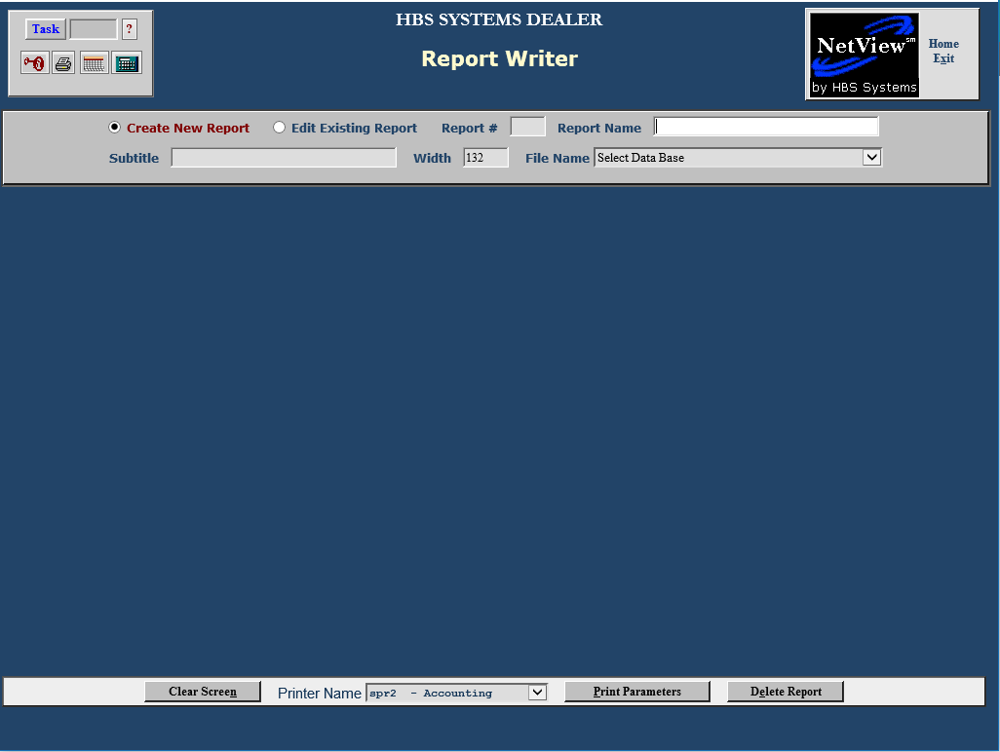 Task ?
HBS SYSTEMS DEALER
Report Writer
NetView sm
by HBS Systems
Home
Exit
Create New Report Edit Existing Report Report # Report Name
Subtitle Width 132 File Name Select Data Base
Clear Screen Printer Name spr2 - Accounting Print Parameters Delete Report